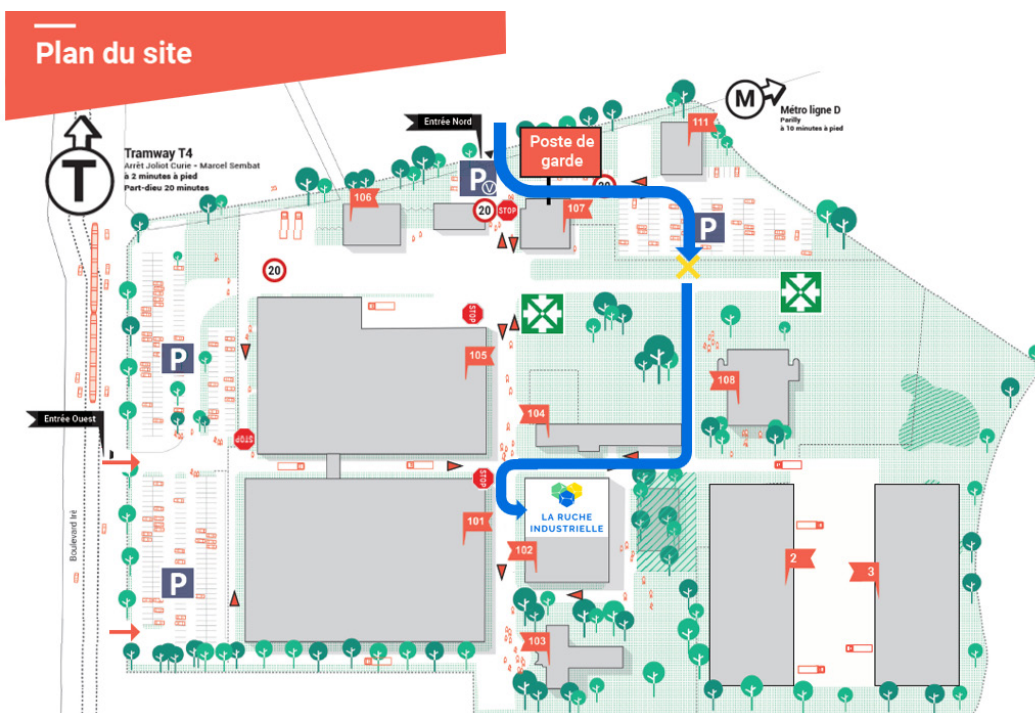 Plan du site
M
Métro ligne D
Parilly
à 10 minutes à pied
Entrée Nord
Poste de
garde
111
T
Tramway T4
Arrêt Joliot Curie - Marcel Sembat
à 2 minutes à pied
Part-dieu 20 minutes
P
V
20
106
20
STOP
107
P
20
STOP
105
P
108
Entrée Ouest
104
STOP
STOP
LA RUCHE
INDUSTRIELLE
101
102
Boulevard Irè
P
2
3
103